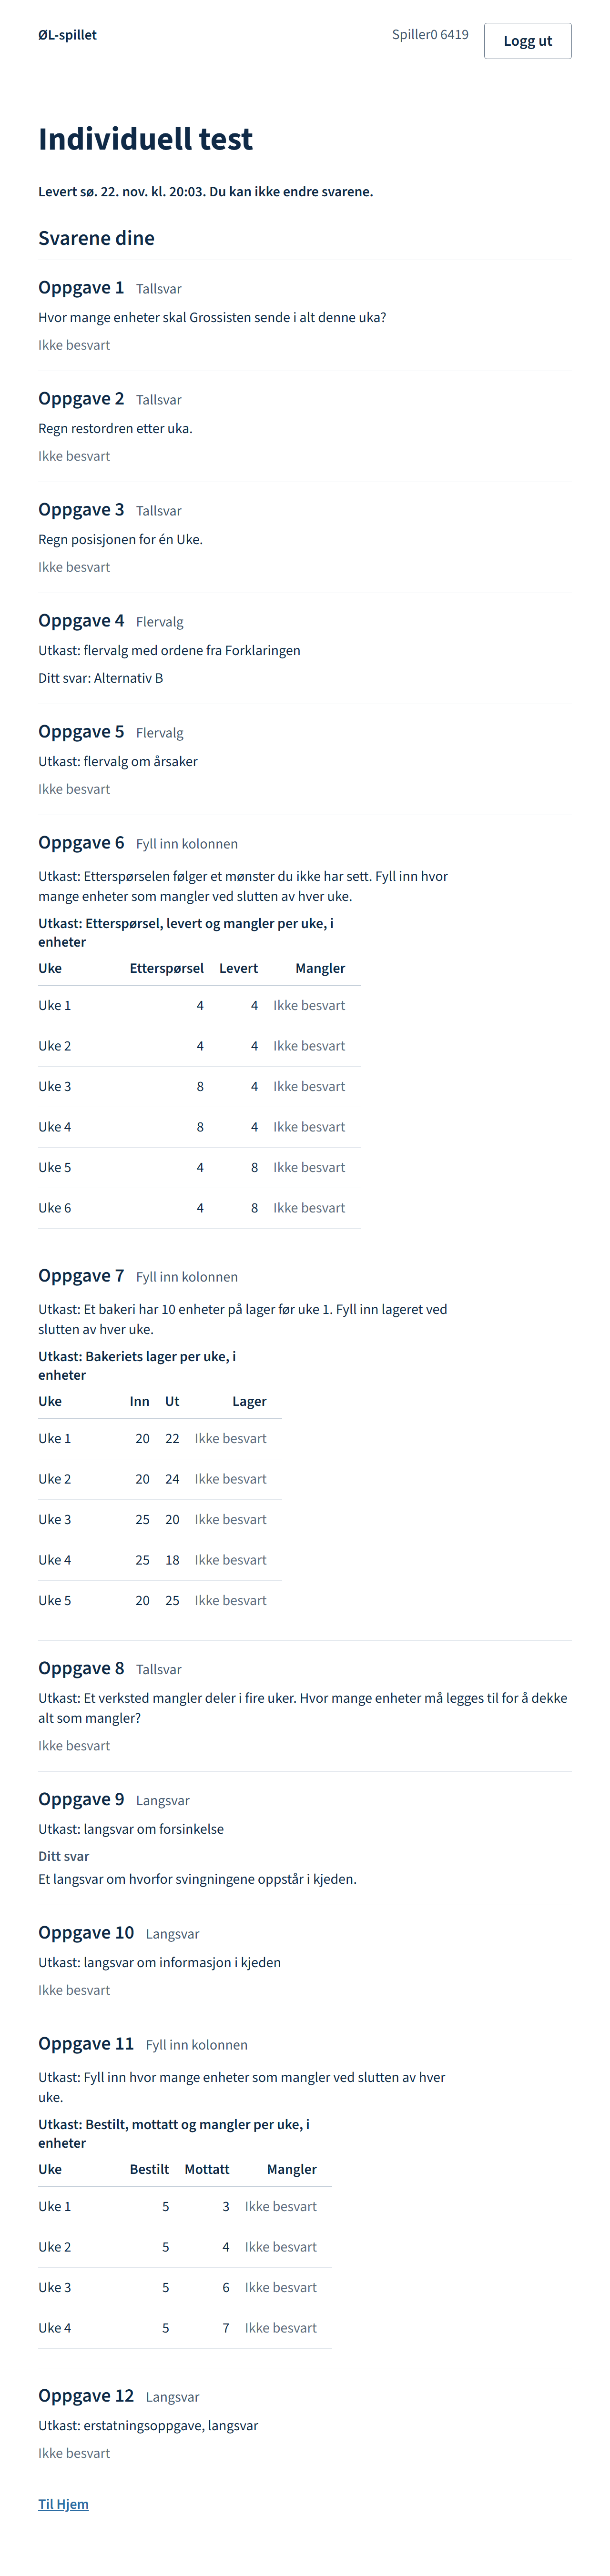 ØL-spillet
Spiller0 6419
Logg ut
Individuell test
Levert sø. 22. nov. kl. 20:03. Du kan ikke endre svarene.
Svarene dine
Oppgave 1 Tallsvar
Hvor mange enheter skal Grossisten sende i alt denne uka?
Ikke besvart
Oppgave 2 Tallsvar
Regn restordren etter uka.
Ikke besvart
Oppgave 3 Tallsvar
Regn posisjonen for én Uke.
Ikke besvart
Oppgave 4 Flervalg
Utkast: flervalg med ordene fra Forklaringen
Ditt svar: Alternativ B
Oppgave 5 Flervalg
Utkast: flervalg om årsaker
Ikke besvart
Oppgave 6 Fyll inn kolonnen
Utkast: Etterspørselen følger et mønster du ikke har sett. Fyll inn hvor
mange enheter som mangler ved slutten av hver uke.
Utkast: Etterspørsel, levert og mangler per uke, i
enheter
Uke Etterspørsel Levert Mangler
Uke 1 4 4 Ikke besvart
Uke 2 4 4 Ikke besvart
Uke 3 8 4 Ikke besvart
Uke 4 8 4 Ikke besvart
Uke 5 4 8 Ikke besvart
Uke 6 4 8 Ikke besvart
Oppgave 7 Fyll inn kolonnen
Utkast: Et bakeri har 10 enheter på lager før uke 1. Fyll inn lageret ved
slutten av hver uke.
Utkast: Bakeriets lager per uke, i
enheter
Uke Inn Ut Lager
Uke 1 20 22 Ikke besvart
Uke 2 20 24 Ikke besvart
Uke 3 25 20 Ikke besvart
Uke 4 25 18 Ikke besvart
Uke 5 20 25 Ikke besvart
Oppgave 8 Tallsvar
Utkast: Et verksted mangler deler i fire uker. Hvor mange enheter må legges til for å dekke
alt som mangler?
Ikke besvart
Oppgave 9 Langsvar
Utkast: langsvar om forsinkelse
Ditt svar
Et langsvar om hvorfor svingningene oppstår i kjeden.
Oppgave 10 Langsvar
Utkast: langsvar om informasjon i kjeden
Ikke besvart
Oppgave 11 Fyll inn kolonnen
Utkast: Fyll inn hvor mange enheter som mangler ved slutten av hver
uke.
Utkast: Bestilt, mottatt og mangler per uke, i
enheter
Uke Bestilt Mottatt Mangler
Uke 1 5 3 Ikke besvart
Uke 2 5 4 Ikke besvart
Uke 3 5 6 Ikke besvart
Uke 4 5 7 Ikke besvart
Oppgave 12 Langsvar
Utkast: erstatningsoppgave, langsvar
Ikke besvart
Til Hjem